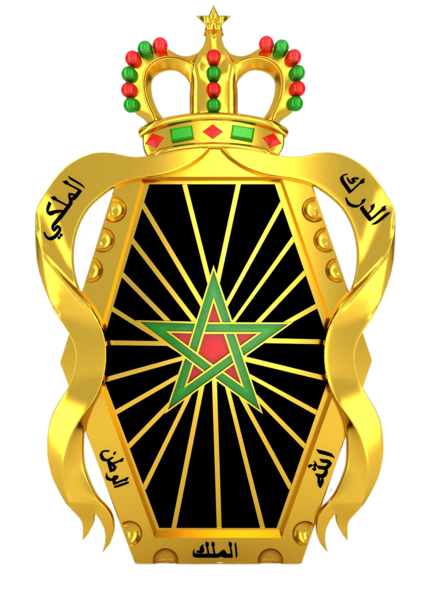 الدرك
الملكي
الله
الوطن
الملك